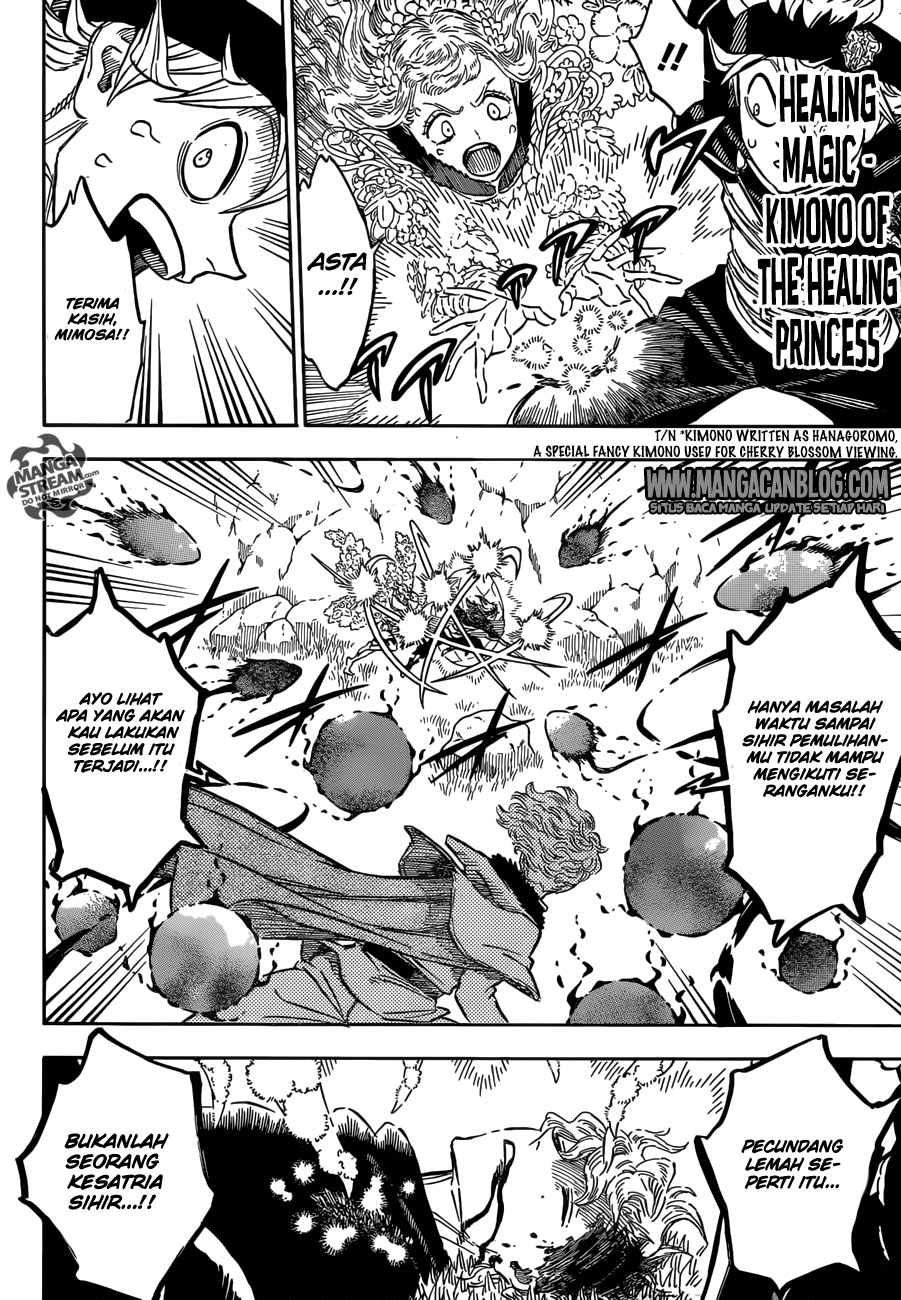 !!
HEALING
MAGIC -
KIMONO OF
THE HEALING
PRINCESS
ASTA
...!!
TERIMA
KASIH,
MIMOSA!!
T/N *KIMONO WRITTEN AS HANAGOROMO,
A SPECIAL FANCY KIMONO USED FOR CHERRY BLOSSOM VIEWING.
MANGA
STREAM.com
DO NOT MIRROR
WWW.MANGACANBLOG.COM
SITUS BACA MANGA UPDATE SETIAP HARI
HANYA MASALAH
WAKTU SAMPAI
SIHIR PEMULIHAN-
MU TIDAK MAMPU
MENGIKUTI SE-
RANGANKU!!
AYO LIHAT
APA YANG AKAN
KAU LAKUKAN
SEBELUM ITU
TERJADI...!!
PECUNDANG
LEMAH SE-
PERTI ITU...
BUKANLAH
SEORANG
KESATRIA
SIHIR...!!